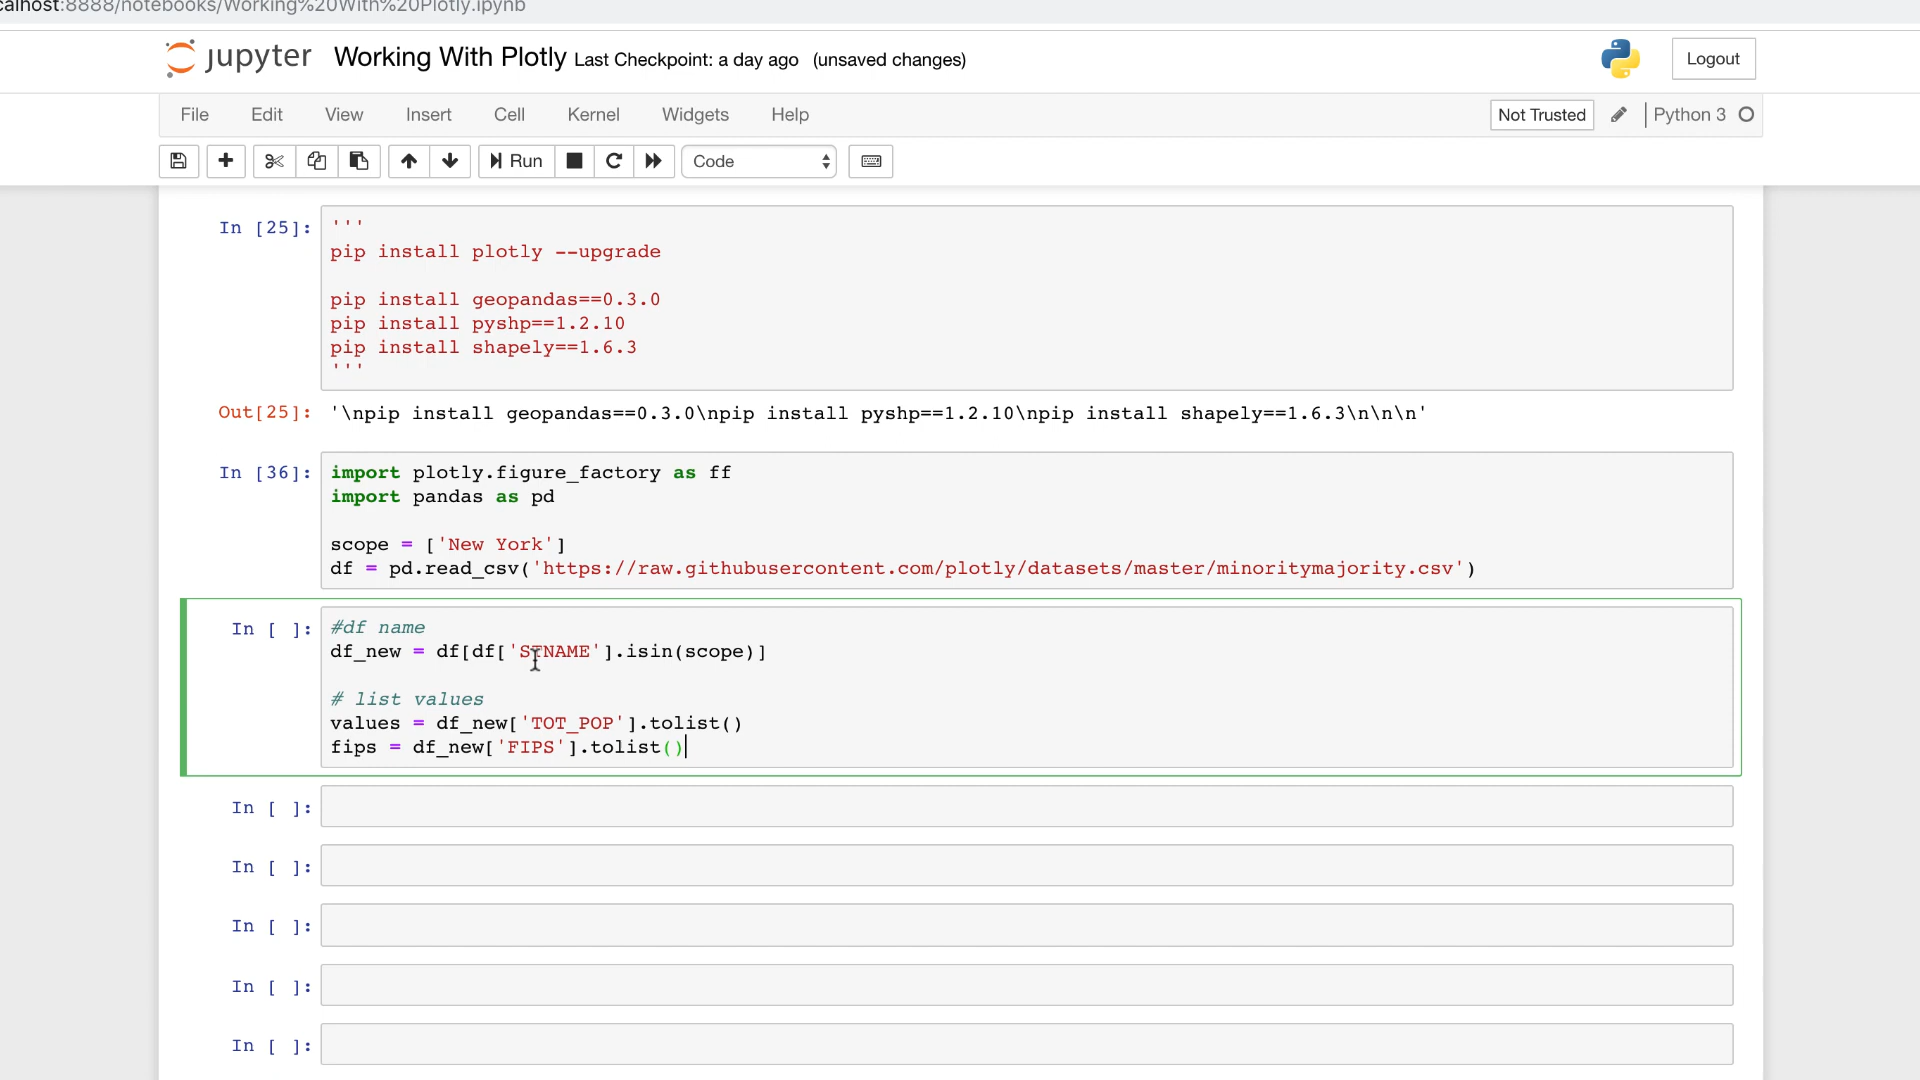 calhost:8888/notebooks/Working%20With%20Plotly.ipynb
jupyter Working With Plotly Last Checkpoint: a day ago (unsaved changes) Logout
File Edit View Insert Cell Kernel Widgets Help Not Trusted Python 3
Run Code
In [25]: '''
pip install plotly --upgrade
pip install geopandas==0.3.0
pip install pyshp==1.2.10
pip install shapely==1.6.3
'''
Out[25]: '\npip install geopandas==0.3.0\npip install pyshp==1.2.10\npip install shapely==1.6.3\n\n\n'
In [36]: import plotly.figure_factory as ff
import pandas as pd
scope = ['New York']
df = pd.read_csv('https://raw.githubusercontent.com/plotly/datasets/master/minoritymajority.csv')
In [ ]: #df name
df_new = df[df['STNAME'].isin(scope)]
# list values
values = df_new['TOT_POP'].tolist()
fips = df_new['FIPS'].tolist()
In [ ]:
In [ ]:
In [ ]:
In [ ]:
In [ ]: